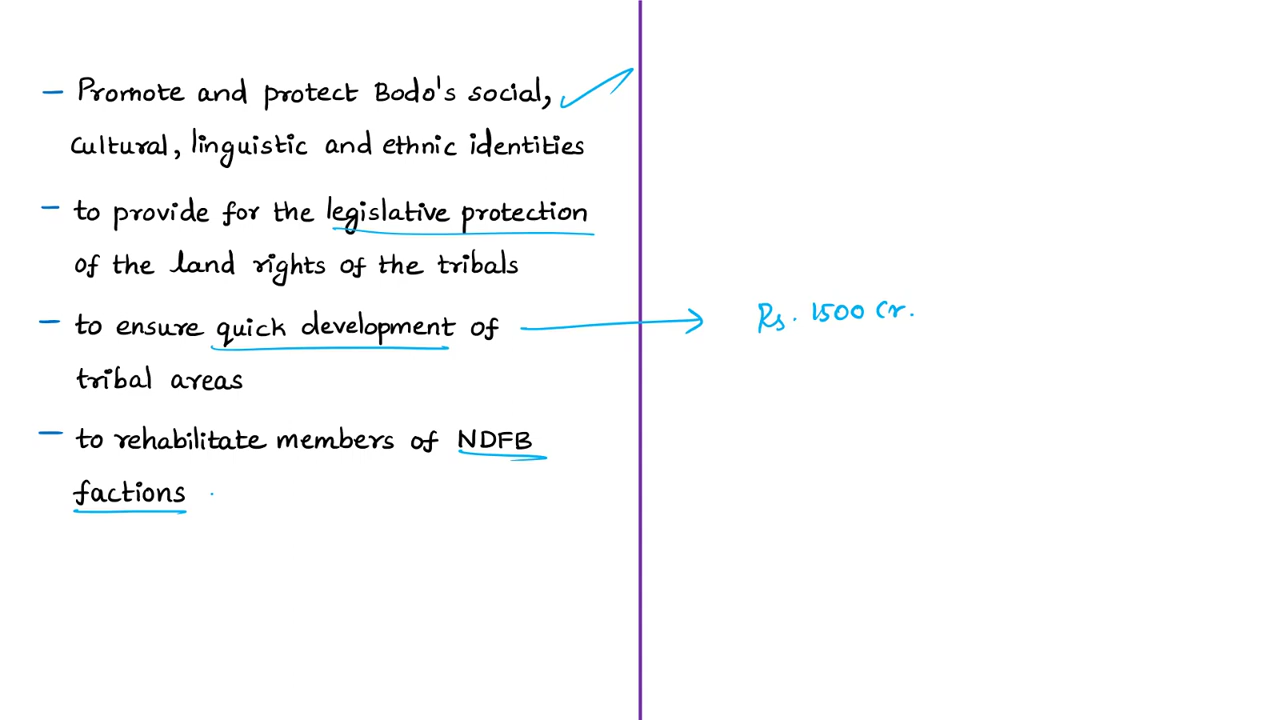 - Promote and protect Bodo's social,
cultural, linguistic and ethnic identities
- to provide for the legislative protection
of the land rights of the tribals
- to ensure quick development of → Rs. 1500 Cr.
tribal areas
- to rehabilitate members of NDFB
factions